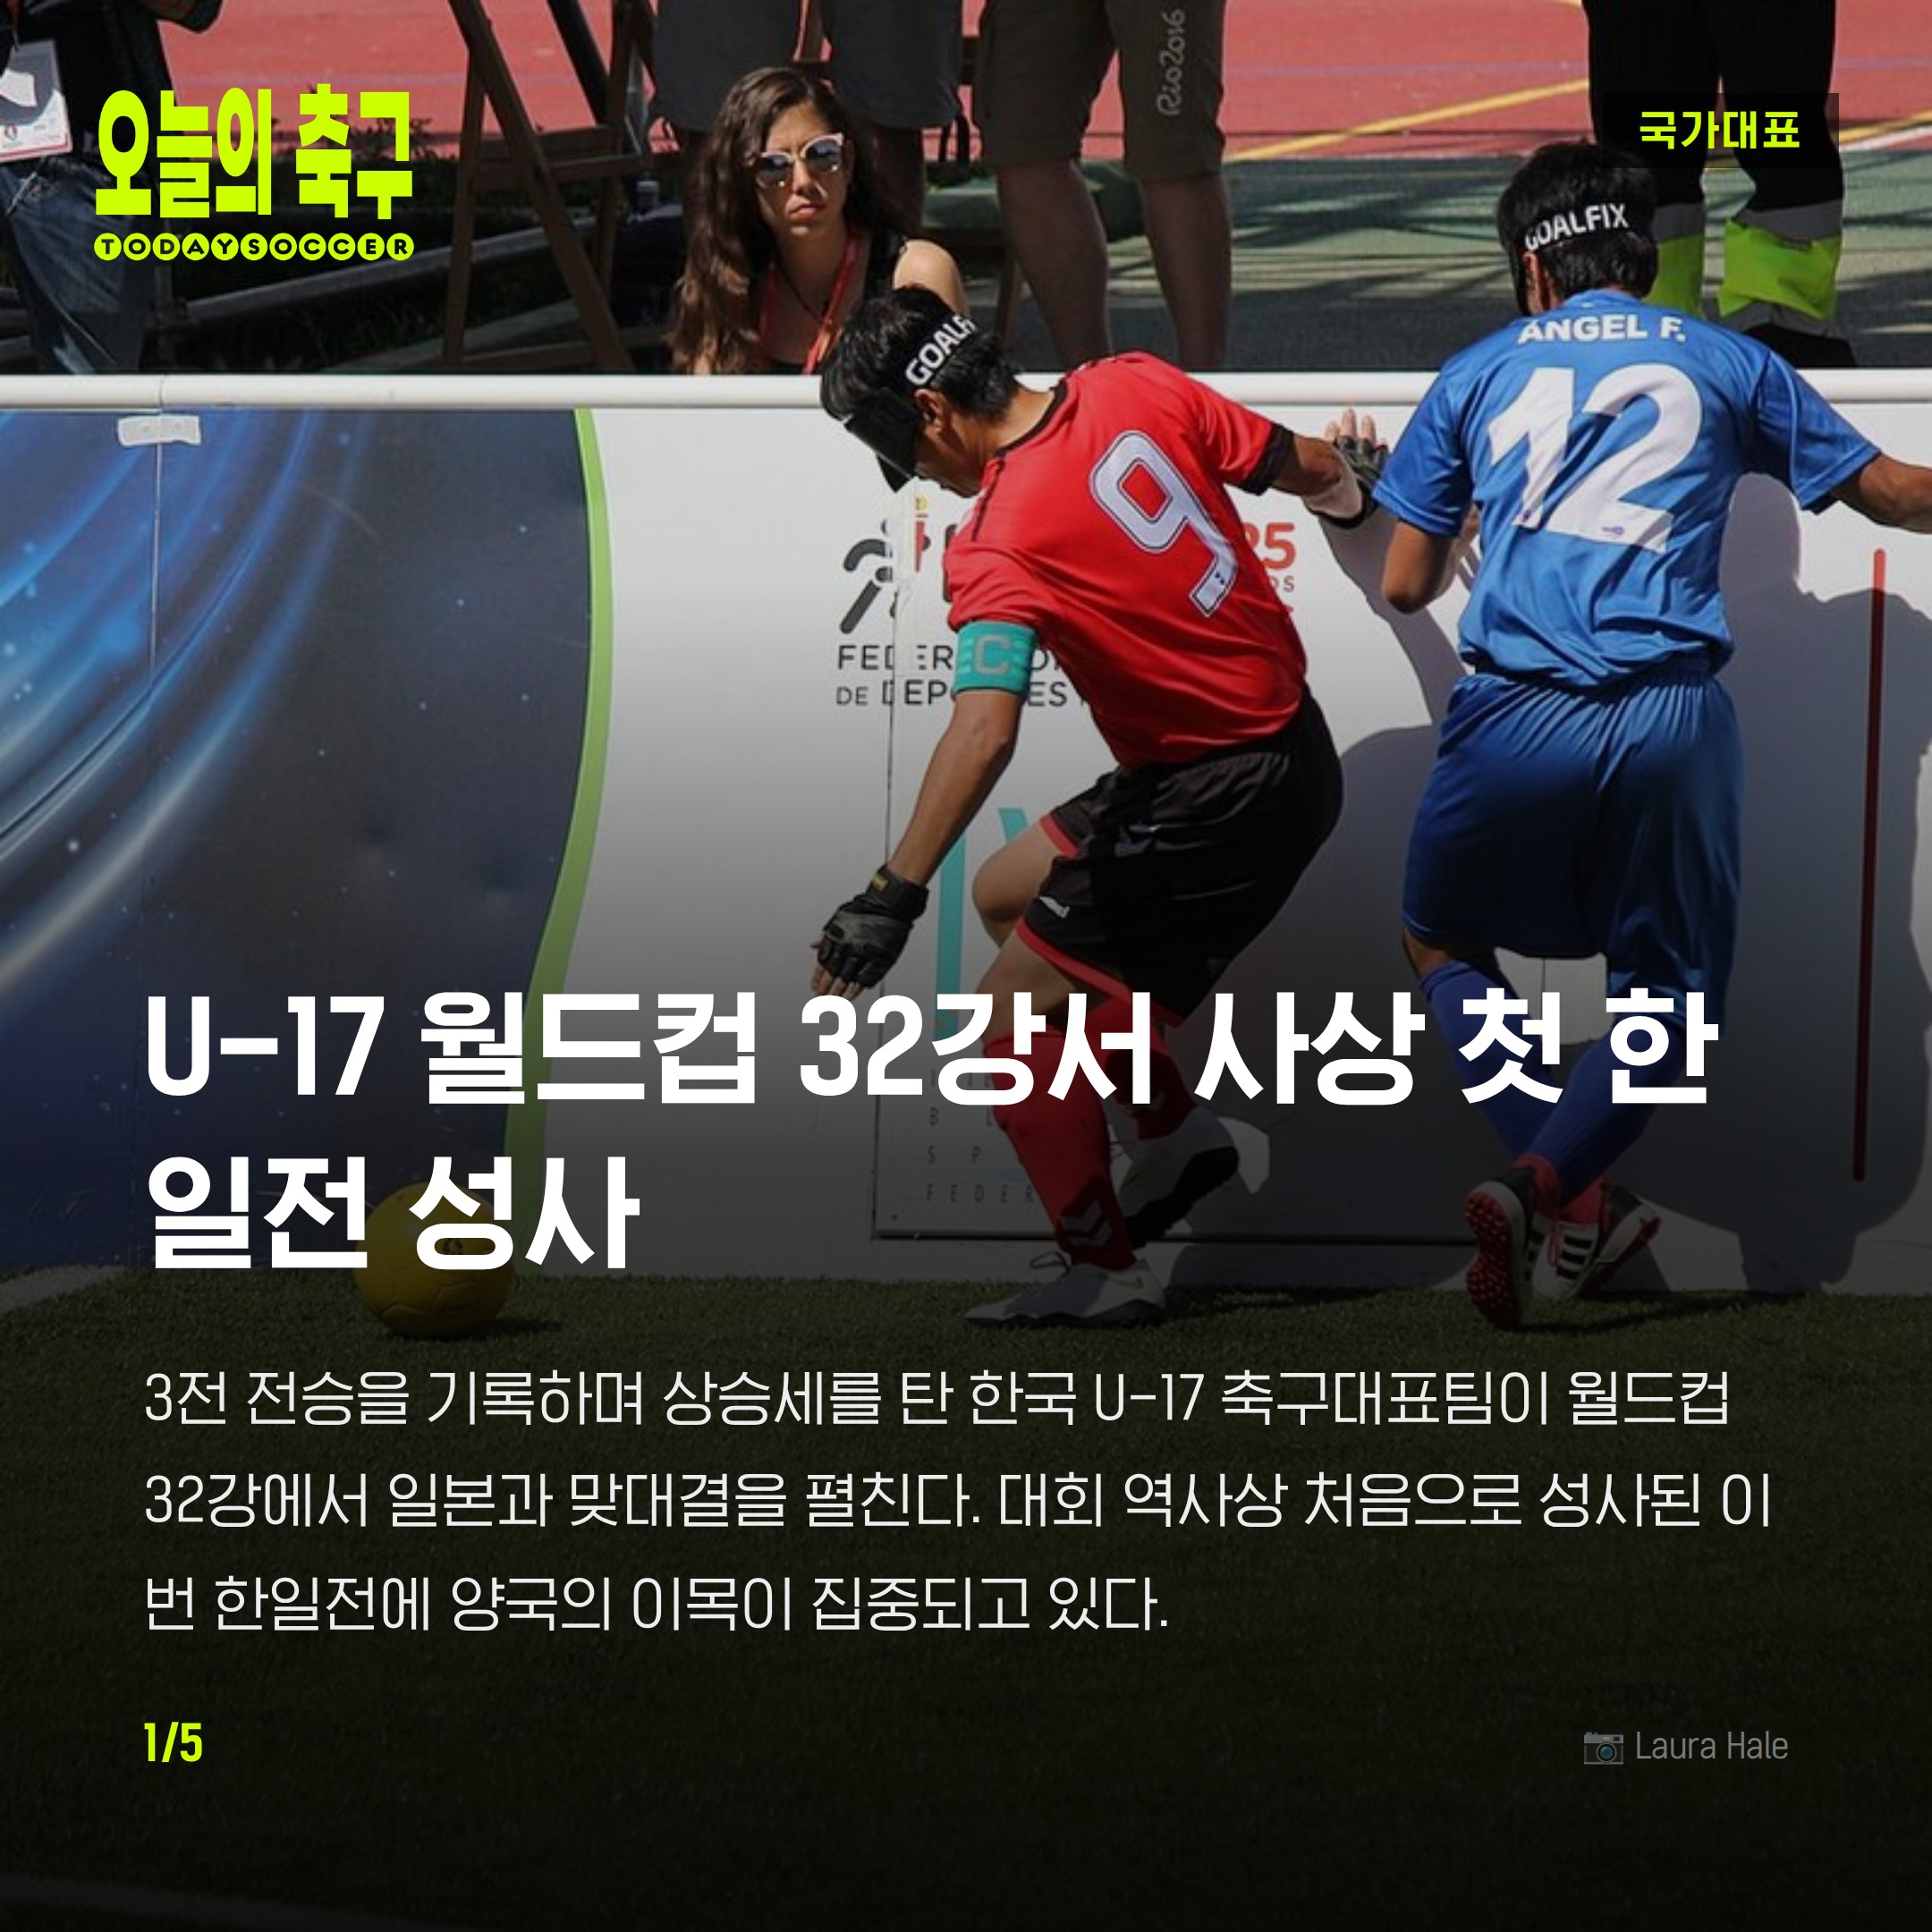 오늘의 축구
TODAYSOCCER
국가대표
Rio2016
GOALFIX
ANGEL F.
12
9
C
U-17 월드컵 32강서 사상 첫 한
일전 성사
3전 전승을 기록하며 상승세를 탄 한국 U-17 축구대표팀이 월드컵
32강에서 일본과 맞대결을 펼친다. 대회 역사상 처음으로 성사된 이
번 한일전에 양국의 이목이 집중되고 있다.
1/5
Laura Hale